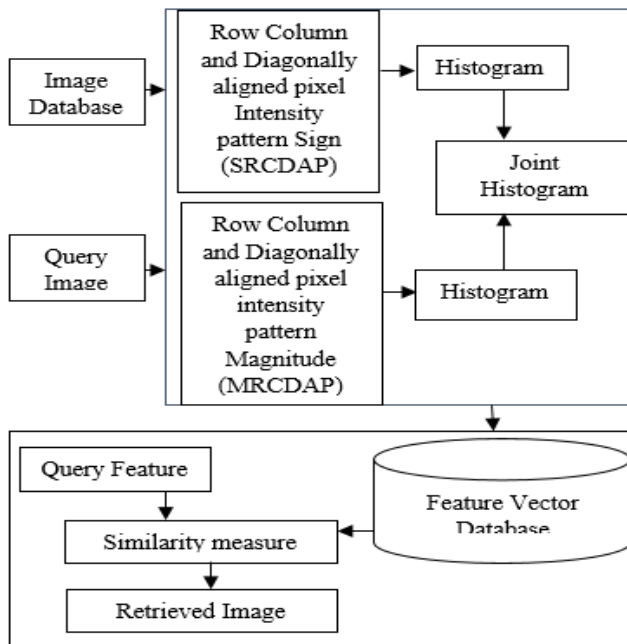 Image
Database
Row Column
and Diagonally
aligned pixel
Intensity
pattern Sign
(SRCDAP)
Histogram
Joint
Histogram
Query
Image
Row Column
and Diagonally
aligned pixel
intensity
pattern
Magnitude
(MRCDAP)
Histogram
Query Feature
Similarity measure
Retrieved Image
Feature Vector
Database